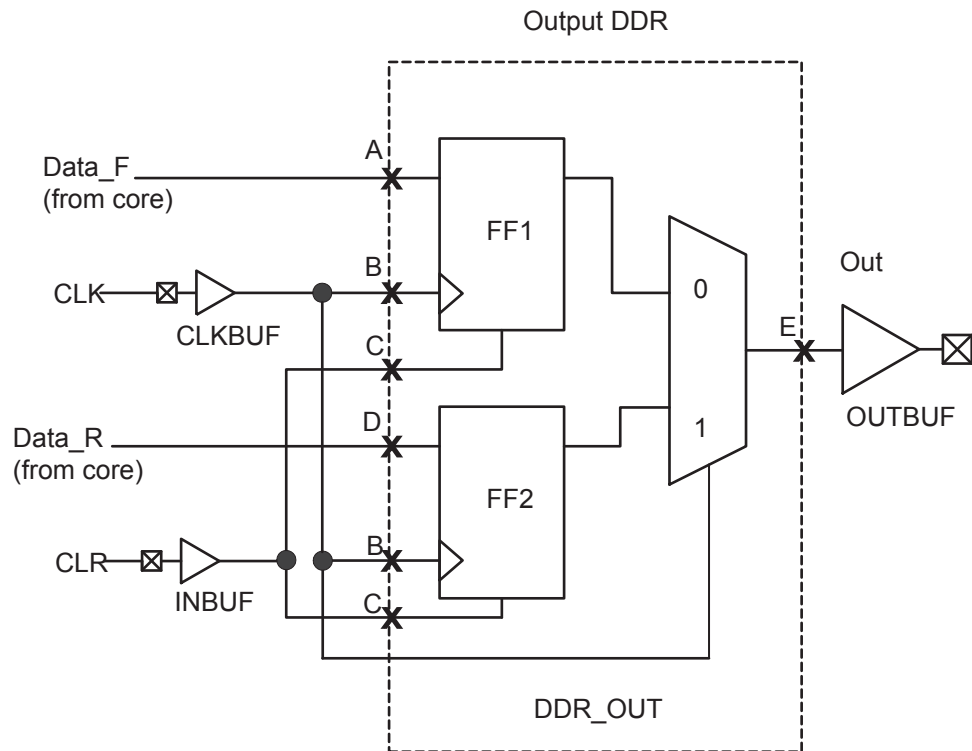 Output DDR
A
Data_F
(from core)
FF1
B
CLK
CLKBUF
C
0
Out
E
OUTBUF
D
Data_R
(from core)
1
FF2
B
CLR
INBUF
C
DDR_OUT